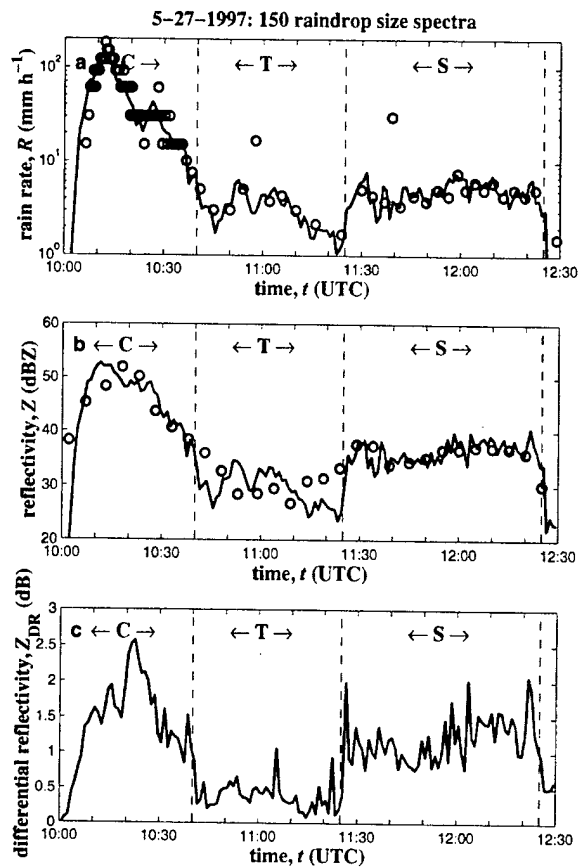 5-27-1997: 150 raindrop size spectra
a
← C →
← T →
← S →
10²
10¹
10⁰
rain rate, R (mm h⁻¹)
10:00 10:30 11:00 11:30 12:00 12:30
time, t (UTC)
b
← C →
← T →
← S →
60
50
40
30
20
reflectivity, Z (dBZ)
10:00 10:30 11:00 11:30 12:00 12:30
time, t (UTC)
c
← C →
← T →
← S →
3
2.5
2
1.5
1
0.5
0
differential reflectivity, Z_DR (dB)
10:00 10:30 11:00 11:30 12:00 12:30
time, t (UTC)